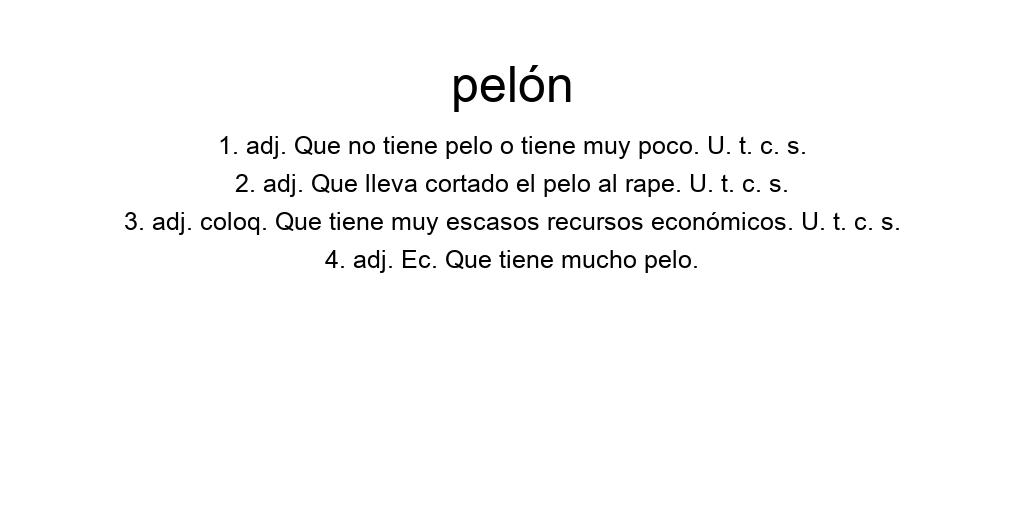 pelón
1. adj. Que no tiene pelo o tiene muy poco. U. t. c. s.
2. adj. Que lleva cortado el pelo al rape. U. t. c. s.
3. adj. coloq. Que tiene muy escasos recursos económicos. U. t. c. s.
4. adj. Ec. Que tiene mucho pelo.